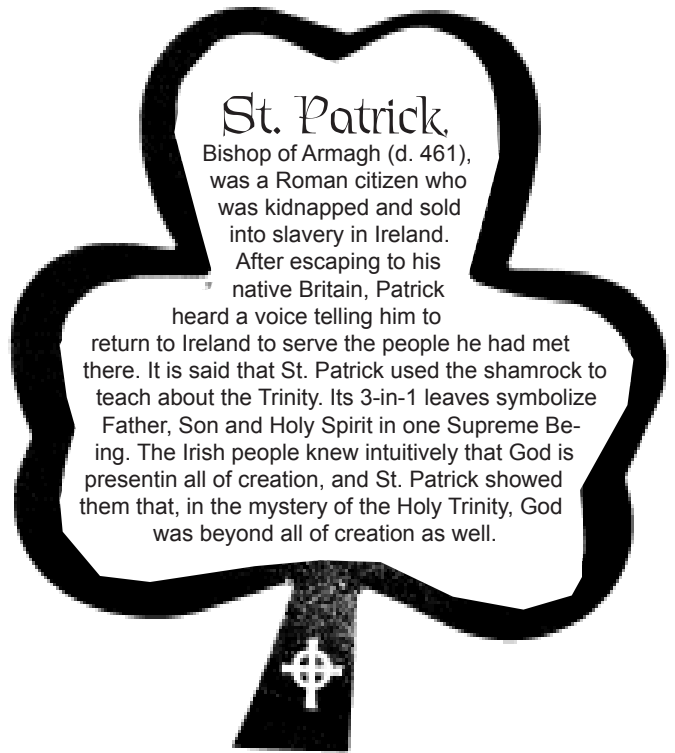 St. Patrick,
Bishop of Armagh (d. 461),
was a Roman citizen who
was kidnapped and sold
into slavery in Ireland.
After escaping to his
native Britain, Patrick
heard a voice telling him to
return to Ireland to serve the people he had met
there. It is said that St. Patrick used the shamrock to
teach about the Trinity. Its 3-in-1 leaves symbolize
Father, Son and Holy Spirit in one Supreme Be-
ing. The Irish people knew intuitively that God is
presentin all of creation, and St. Patrick showed
them that, in the mystery of the Holy Trinity, God
was beyond all of creation as well.